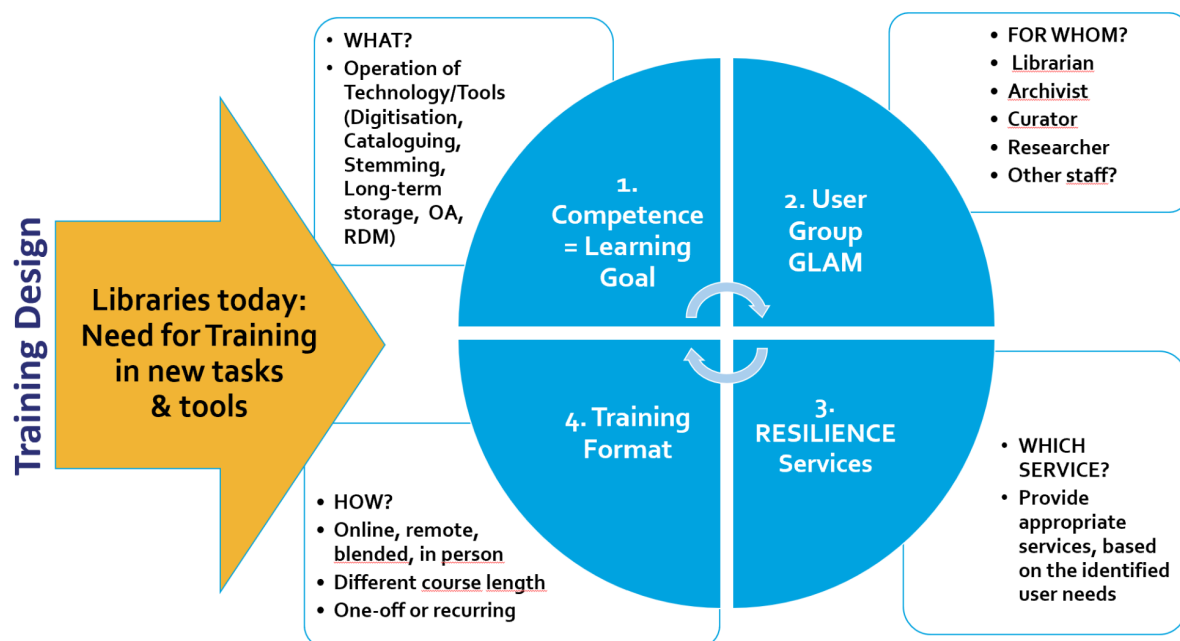 Training Design
Libraries today:
Need for Training
in new tasks
& tools
• WHAT?
• Operation of
Technology/Tools
(Digitisation,
Cataloguing,
Stemming,
Long-term
storage, OA,
RDM)
1.
Competence
= Learning
Goal
2. User
Group
GLAM
• FOR WHOM?
• Librarian
• Archivist
• Curator
• Researcher
• Other staff?
3.
RESILIENCE
Services
• WHICH
SERVICE?
• Provide
appropriate
services, based
on the identified
user needs
4. Training
Format
• HOW?
• Online, remote,
blended, in person
• Different course length
• One-off or recurring